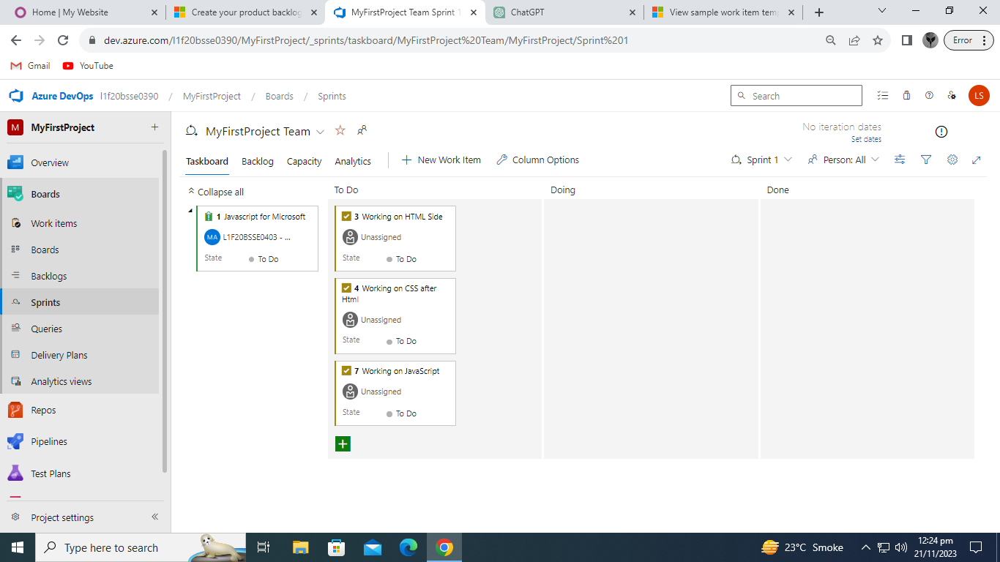 Home | My Website
Create your product backlog
MyFirstProject Team Sprint 1
ChatGPT
View sample work item temp
dev.azure.com/l1f20bsse0390/MyFirstProject/_sprints/taskboard/MyFirstProject%20Team/MyFirstProject/Sprint%201
Error
Gmail
YouTube
Azure DevOps l1f20bsse0390 / MyFirstProject / Boards / Sprints
Search
LS
M MyFirstProject
MyFirstProject Team
No iteration dates
Set dates
Taskboard Backlog Capacity Analytics
New Work Item
Column Options
Sprint 1
Person: All
Overview
Boards
Work items
Boards
Backlogs
Sprints
Queries
Delivery Plans
Analytics views
Repos
Pipelines
Test Plans
Project settings
Collapse all
To Do
Doing
Done
1 Javascript for Microsoft
MA L1F20BSSE0403 - ...
State To Do
3 Working on HTML Side
Unassigned
State To Do
4 Working on CSS after
Html
Unassigned
State To Do
7 Working on JavaScript
Unassigned
State To Do
Type here to search
23°C Smoke
12:24 pm
21/11/2023